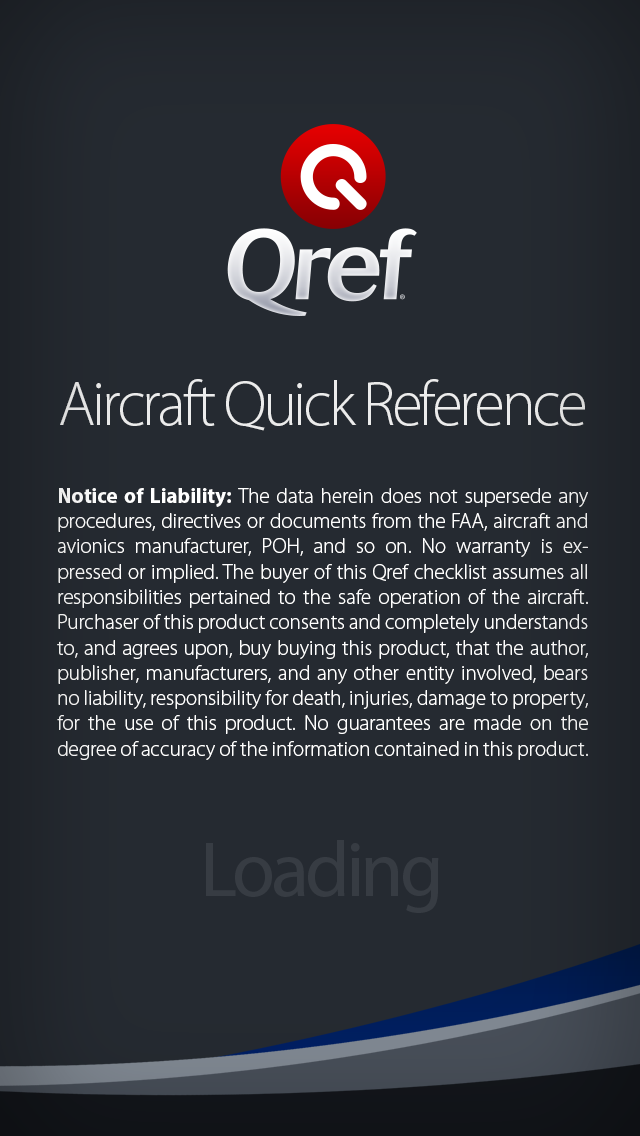 Qref®
Aircraft Quick Reference
Notice of Liability: The data herein does not supersede any
procedures, directives or documents from the FAA, aircraft and
avionics manufacturer, POH, and so on. No warranty is ex-
pressed or implied. The buyer of this Qref checklist assumes all
responsibilities pertained to the safe operation of the aircraft.
Purchaser of this product consents and completely understands
to, and agrees upon, buy buying this product, that the author,
publisher, manufacturers, and any other entity involved, bears
no liability, responsibility for death, injuries, damage to property,
for the use of this product. No guarantees are made on the
degree of accuracy of the information contained in this product.
Loading